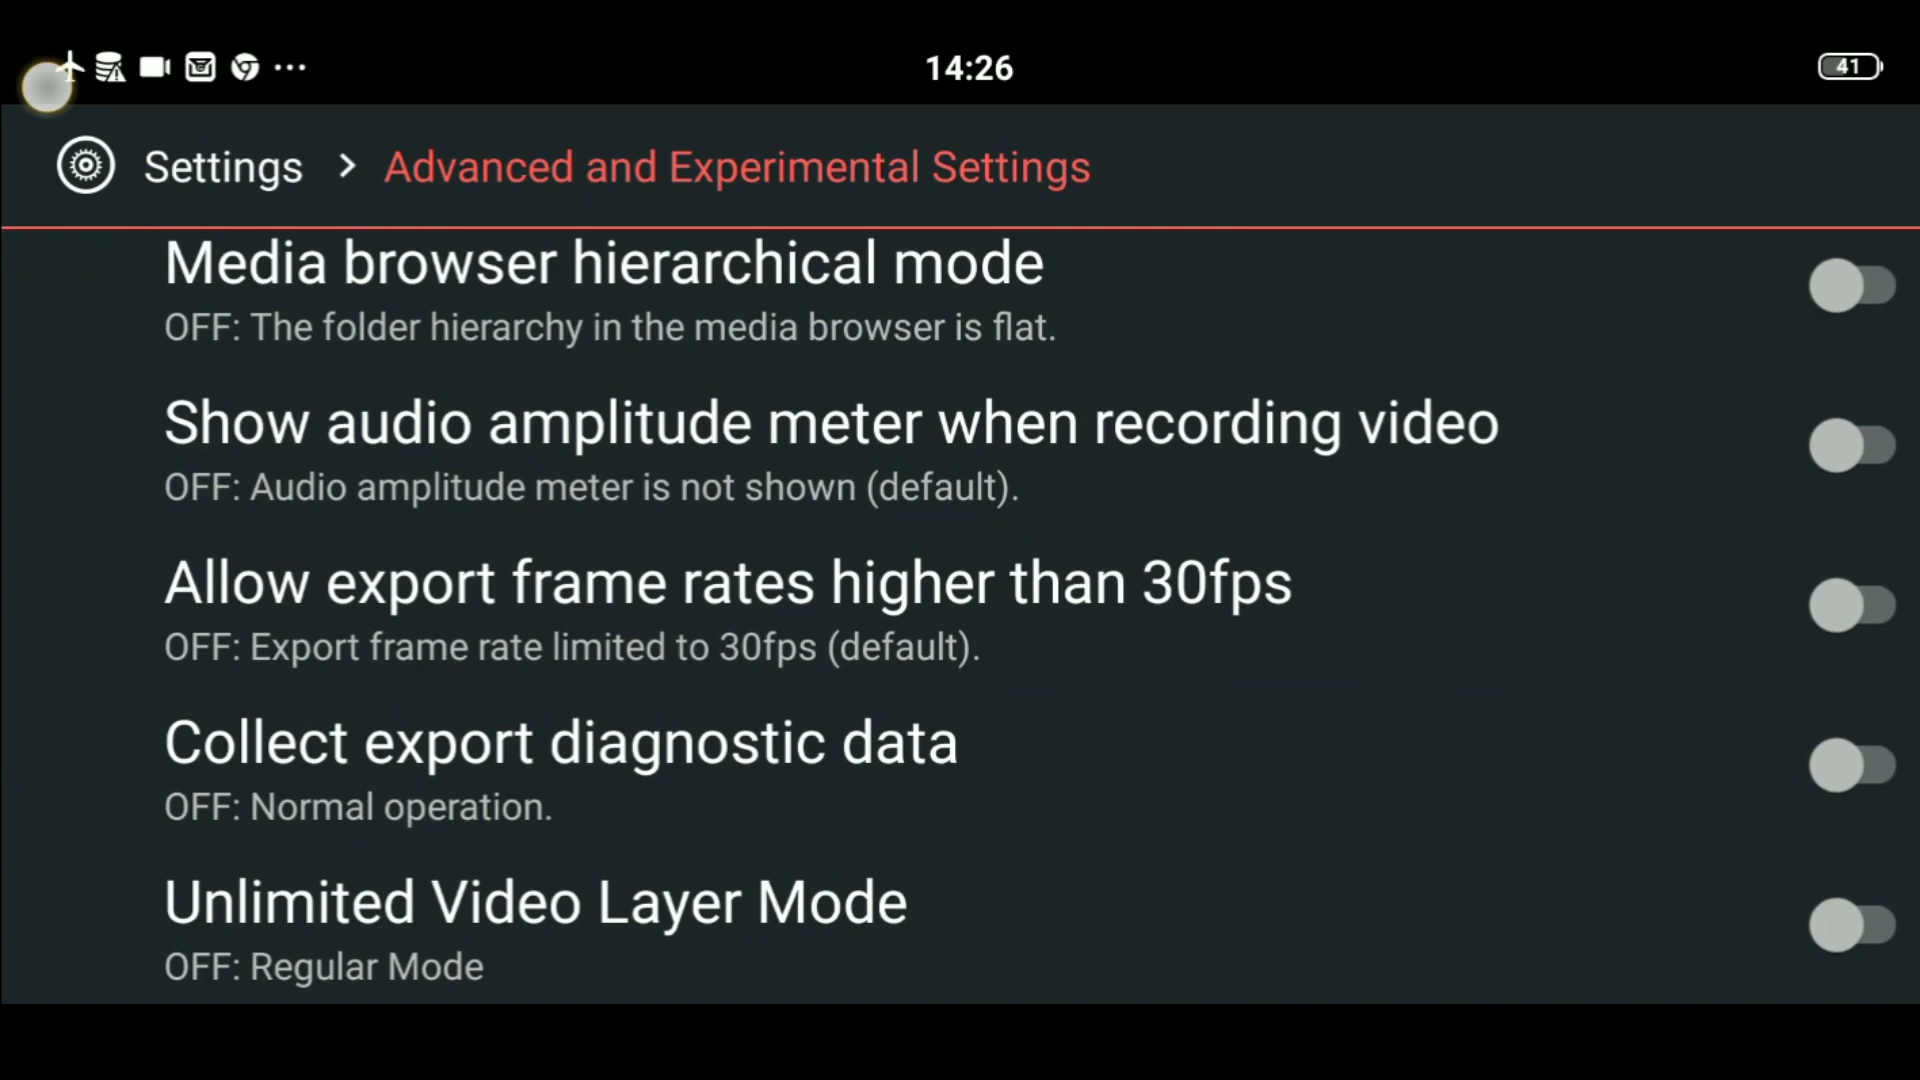 14:26
41
Settings > Advanced and Experimental Settings
Media browser hierarchical mode
OFF: The folder hierarchy in the media browser is flat.
Show audio amplitude meter when recording video
OFF: Audio amplitude meter is not shown (default).
Allow export frame rates higher than 30fps
OFF: Export frame rate limited to 30fps (default).
Collect export diagnostic data
OFF: Normal operation.
Unlimited Video Layer Mode
OFF: Regular Mode